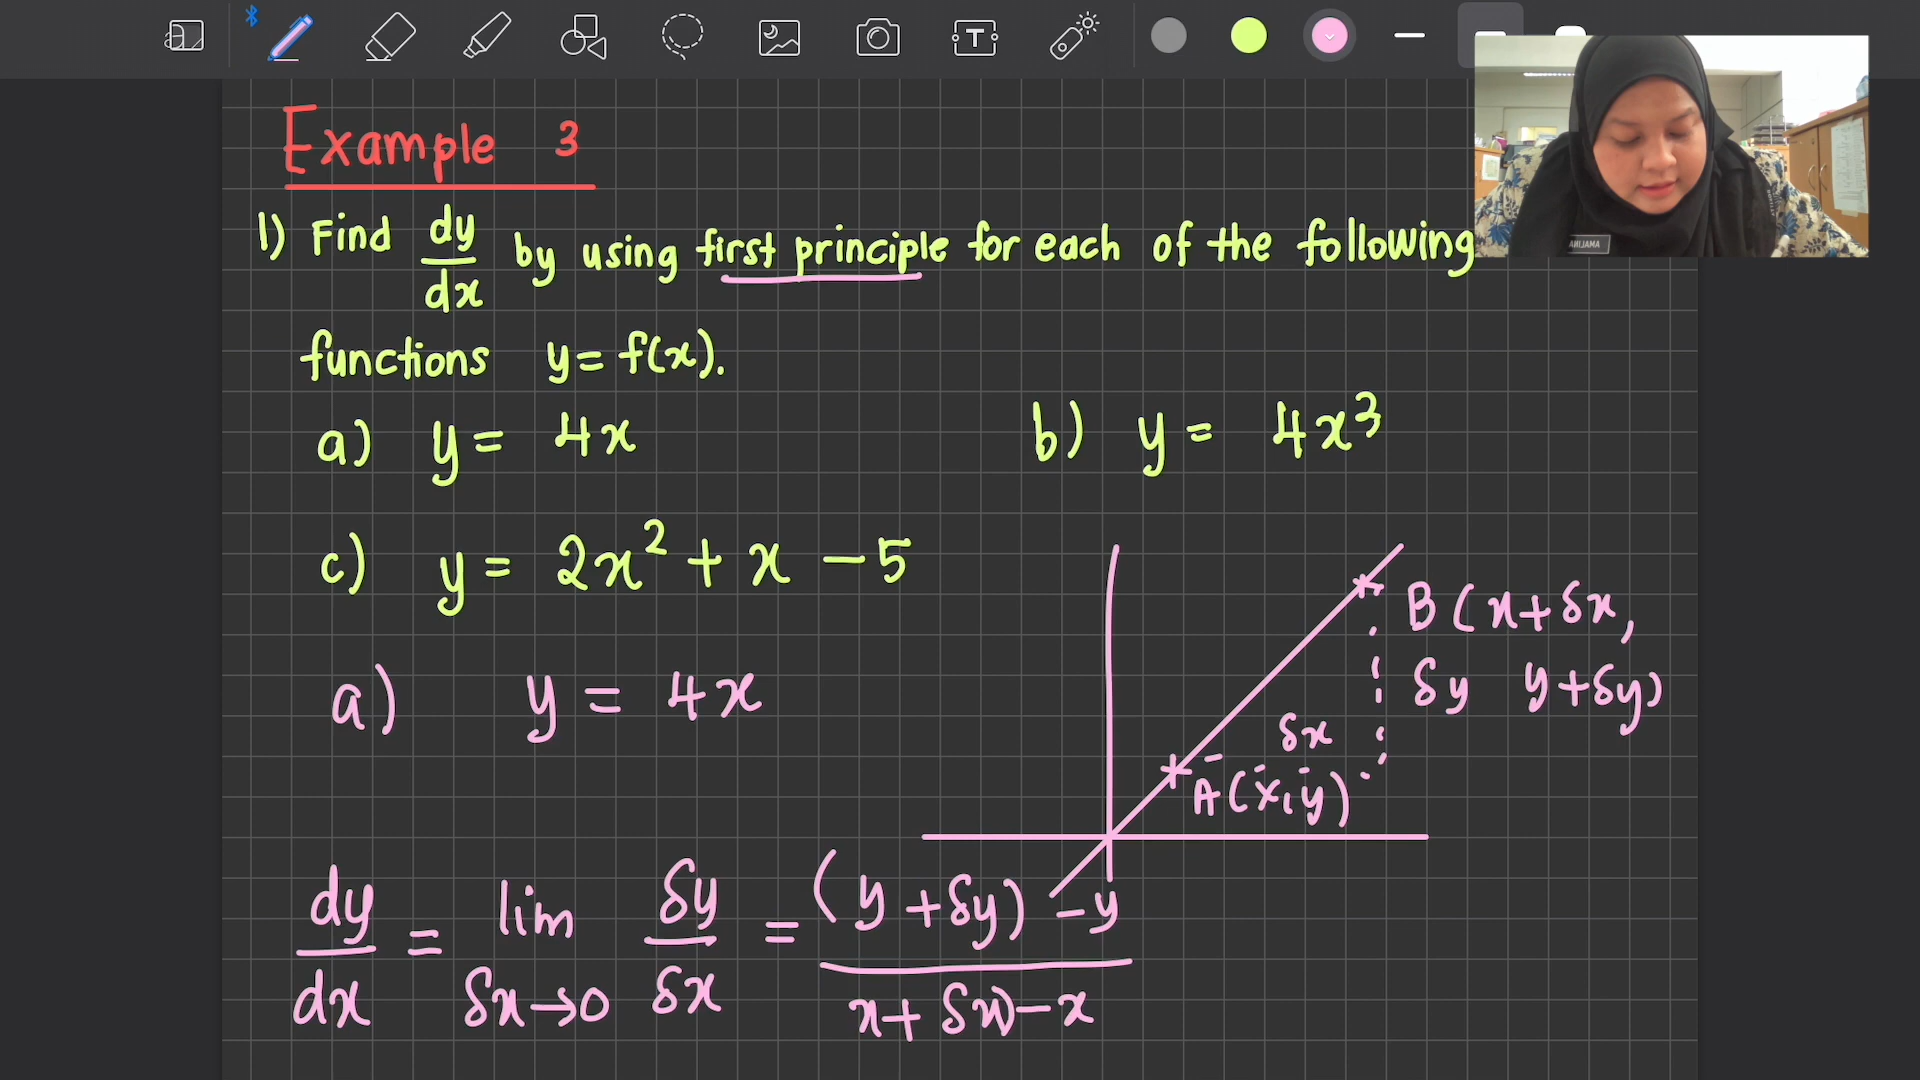 Example 3
1) Find dy/dx by using first principle for each of the following
functions y = f(x).
a) y = 4x
b) y = 4x³
c) y = 2x² + x - 5
a) y = 4x
B (x+δx,
δy y+δy)
δx
A(x,y)
dy/dx = lim δx→0 δy/δx = (y+δy) - y / x+δx) - x
T